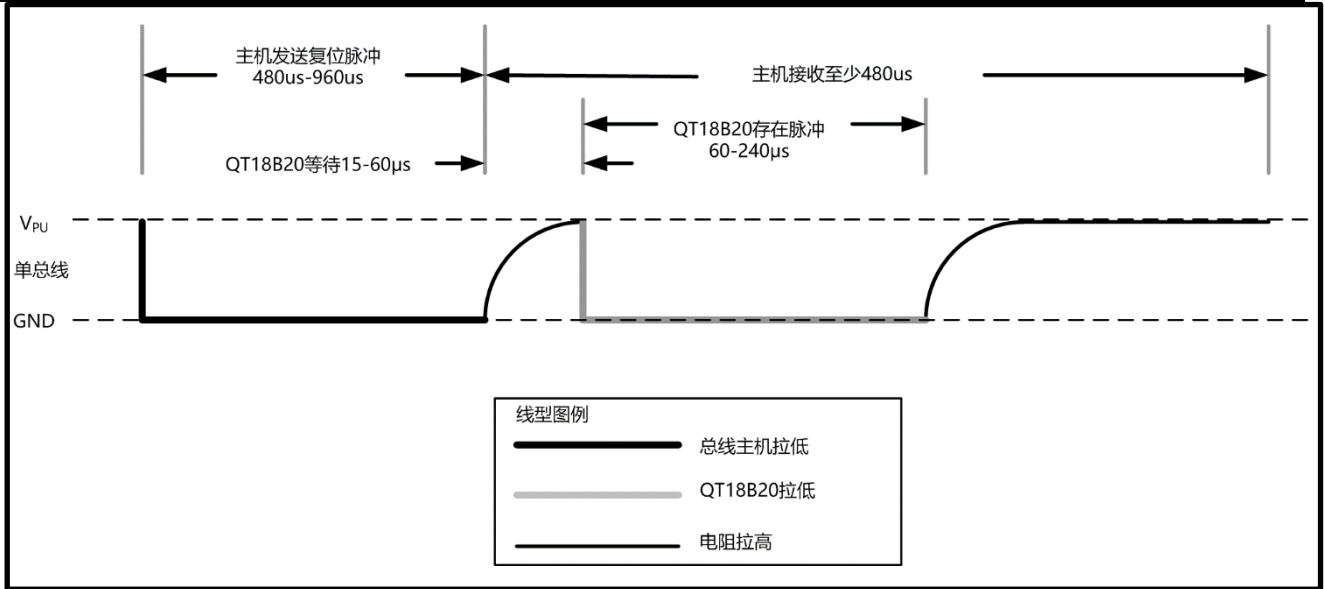 主机发送复位脉冲
480us-960us
主机接收至少480us
QT18B20存在脉冲
60-240μs
QT18B20等待15-60μs
VPU
单总线
GND
线型图例
总线主机拉低
QT18B20拉低
电阻拉高